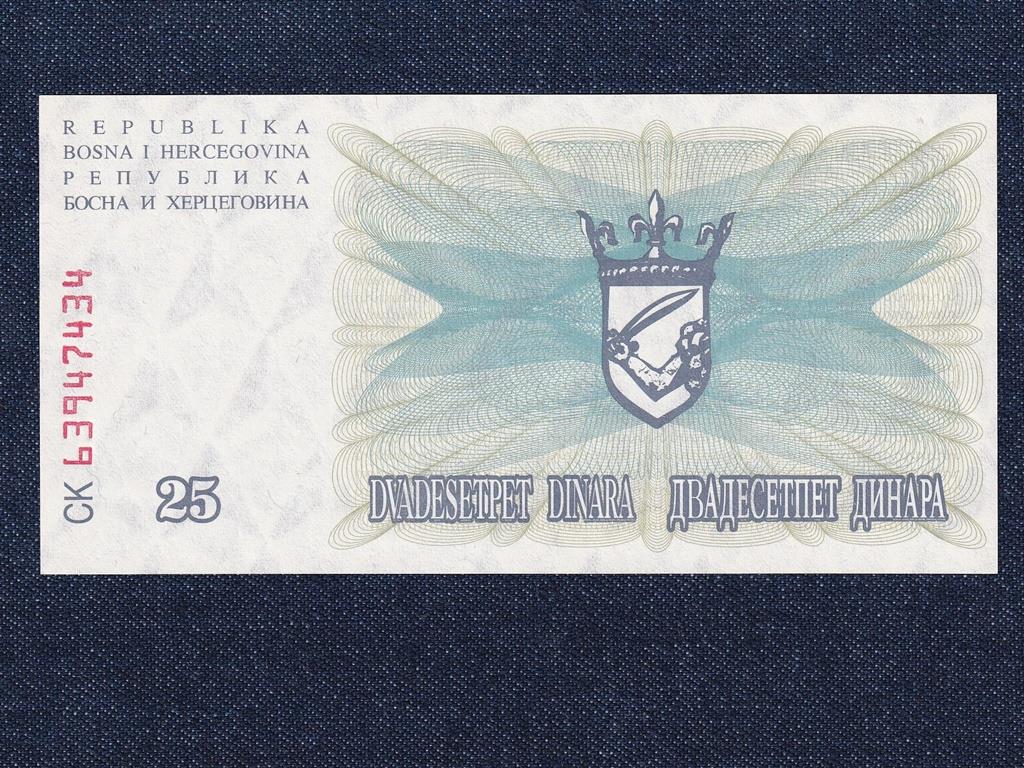 REPUBLIKA
BOSNA I HERCEGOVINA
РЕПУБЛИКА
БОСНА И ХЕРЦЕГОВИНА
CK 63947434
25
DVADESETPET DINARA ДВАДЕСЕТПЕТ ДИНАРА